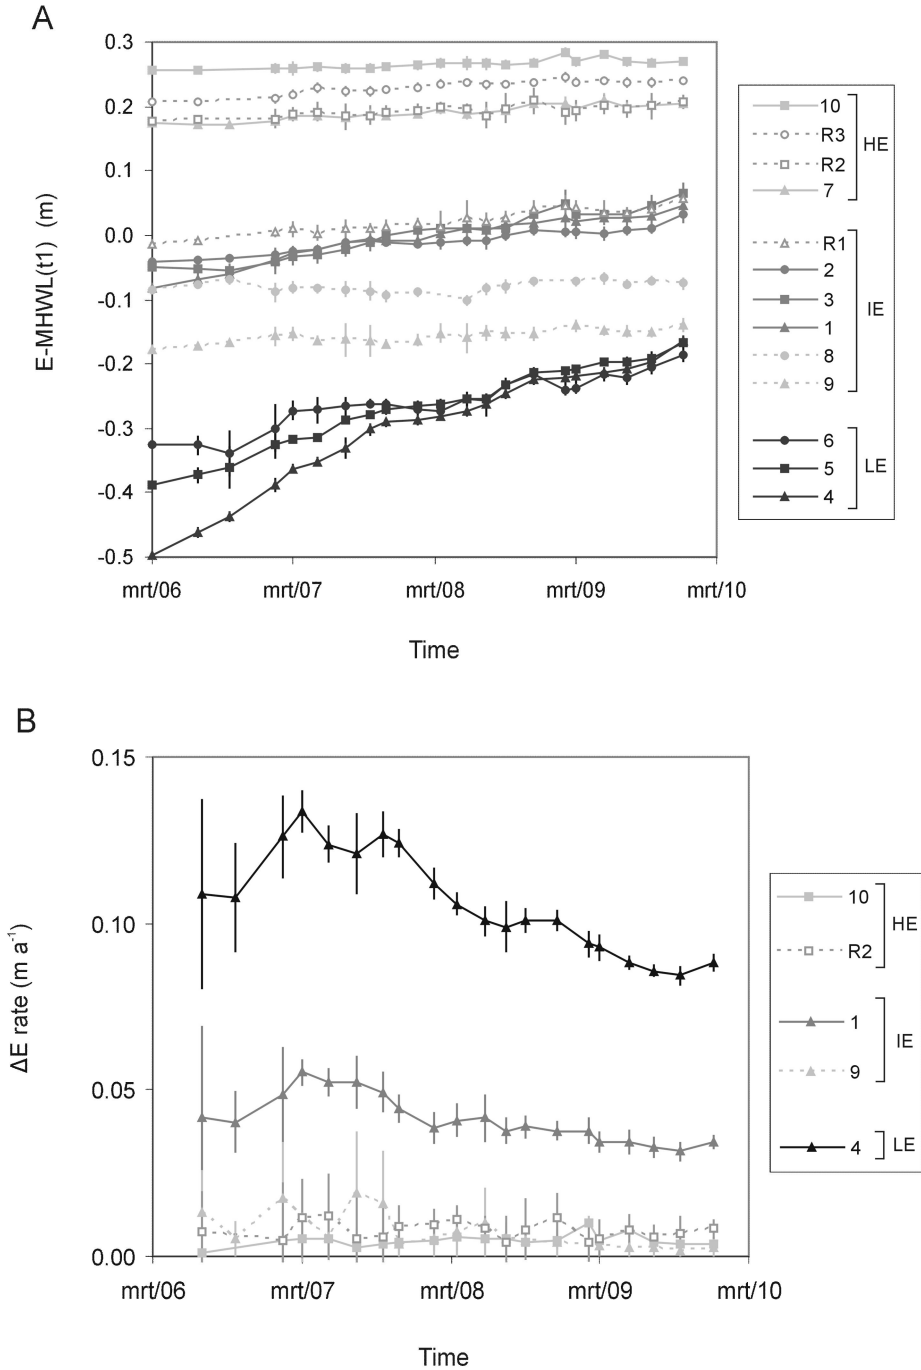 A
E-MHWL(t1) (m)
0.3
0.2
0.1
0.0
-0.1
-0.2
-0.3
-0.4
-0.5
mrt/06 mrt/07 mrt/08 mrt/09 mrt/10
Time
10
R3
R2
7
HE
R1
2
3
1
8
9
IE
6
5
4
LE
B
ΔE rate (m a⁻¹)
0.15
0.10
0.05
0.00
mrt/06 mrt/07 mrt/08 mrt/09 mrt/10
Time
10
R2
HE
1
9
IE
4 LE